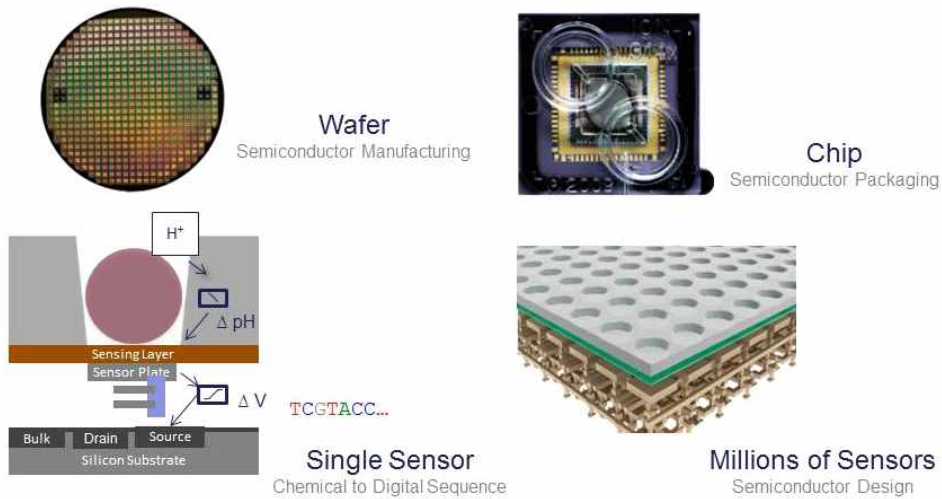 Wafer
Semiconductor Manufacturing
2009
Chip
Semiconductor Packaging
H⁺
Δ pH
Sensing Layer
Sensor Plate
Δ V
TCGTACC...
Bulk
Drain
Source
Silicon Substrate
Single Sensor
Chemical to Digital Sequence
Millions of Sensors
Semiconductor Design